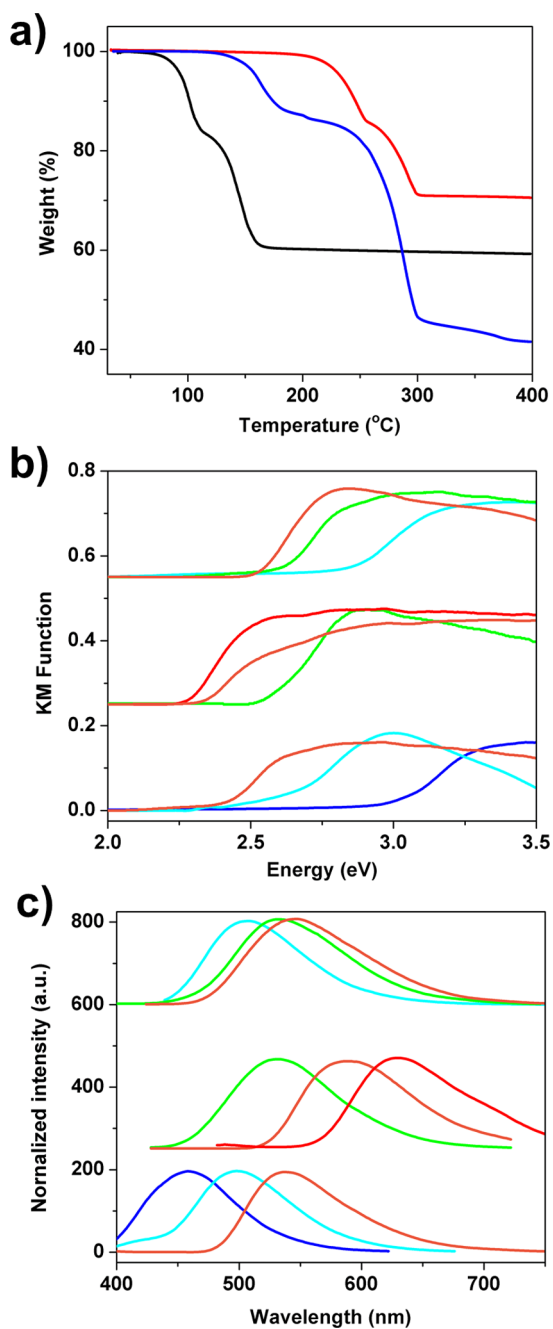 a)
100
80
60
40
Weight (%)
100
200
300
400
Temperature (°C)
b)
0.8
0.6
0.4
0.2
0.0
KM Function
2.0
2.5
3.0
3.5
Energy (eV)
c)
800
600
400
200
0
Normalized intensity (a.u.)
400
500
600
700
Wavelength (nm)